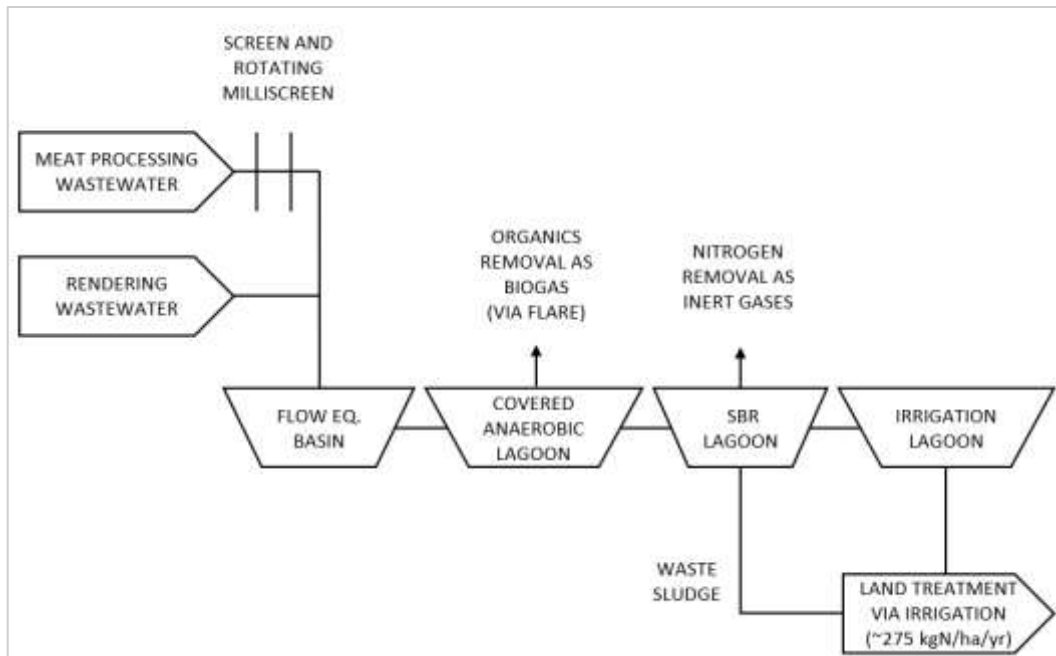 SCREEN AND
ROTATING
MILLISCREEN
MEAT PROCESSING
WASTEWATER
RENDERING
WASTEWATER
ORGANICS
REMOVAL AS
BIOGAS
(VIA FLARE)
NITROGEN
REMOVAL AS
INERT GASES
FLOW EQ.
BASIN
COVERED
ANAEROBIC
LAGOON
SBR
LAGOON
IRRIGATION
LAGOON
WASTE
SLUDGE
LAND TREATMENT
VIA IRRIGATION
(~275 kgN/ha/yr)